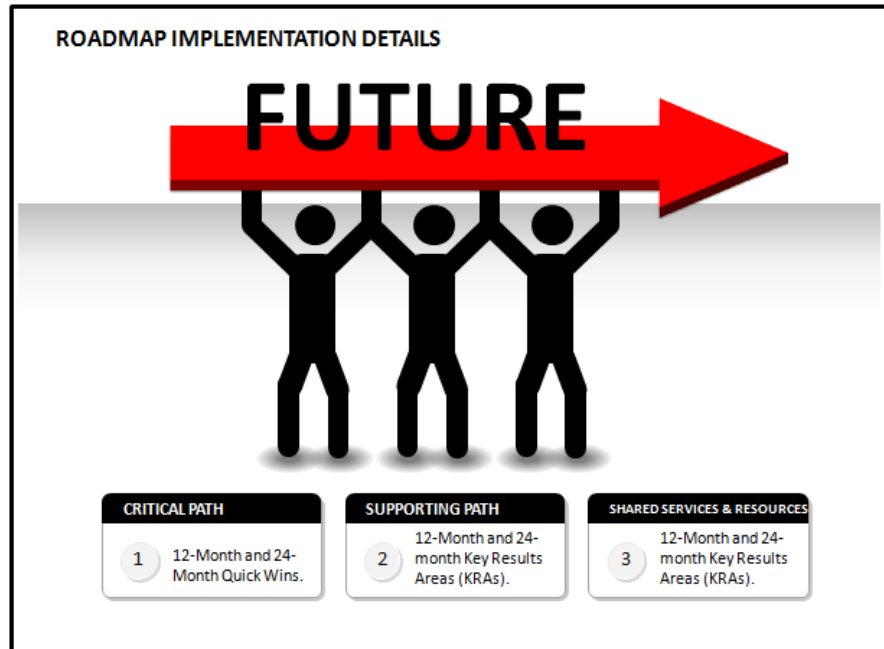 ROADMAP IMPLEMENTATION DETAILS
FUTURE
CRITICAL PATH
1
12-Month and 24-
Month Quick Wins.
SUPPORTING PATH
2
12-Month and 24-
month Key Results
Areas (KRAs).
SHARED SERVICES & RESOURCES
3
12-Month and 24-
month Key Results
Areas (KRAs).